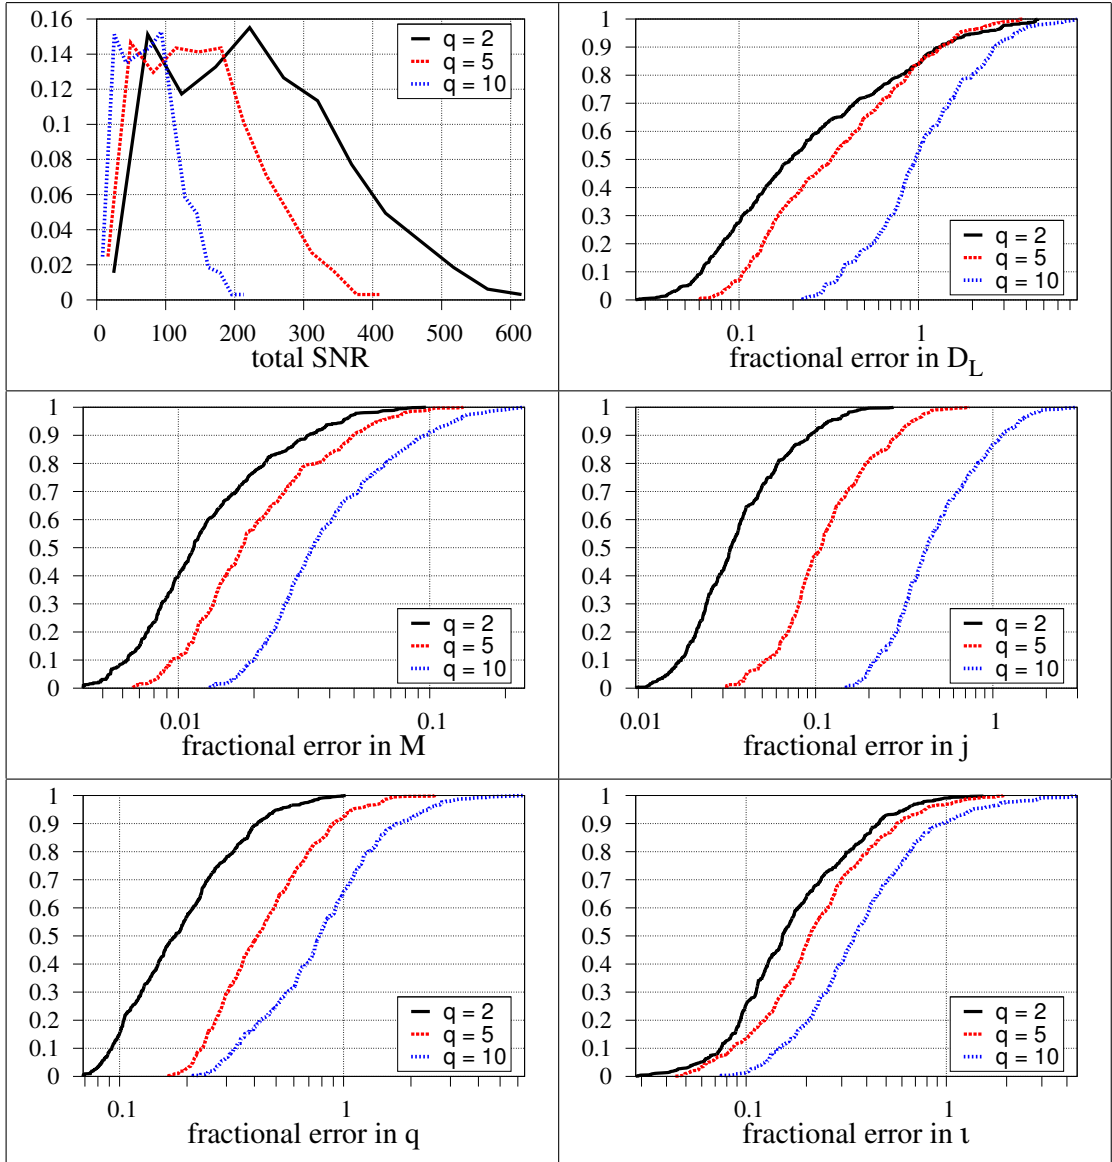 0.16
0.14
0.12
0.1
0.08
0.06
0.04
0.02
0
0 100 200 300 400 500 600
total SNR
q = 2
q = 5
q = 10
1
0.9
0.8
0.7
0.6
0.5
0.4
0.3
0.2
0.1
0
0.1 1
fractional error in D_L
q = 2
q = 5
q = 10
1
0.9
0.8
0.7
0.6
0.5
0.4
0.3
0.2
0.1
0
0.01 0.1
fractional error in M
q = 2
q = 5
q = 10
1
0.9
0.8
0.7
0.6
0.5
0.4
0.3
0.2
0.1
0
0.01 0.1 1
fractional error in j
q = 2
q = 5
q = 10
1
0.9
0.8
0.7
0.6
0.5
0.4
0.3
0.2
0.1
0
0.1 1
fractional error in q
q = 2
q = 5
q = 10
1
0.9
0.8
0.7
0.6
0.5
0.4
0.3
0.2
0.1
0
0.1 1
fractional error in ι
q = 2
q = 5
q = 10